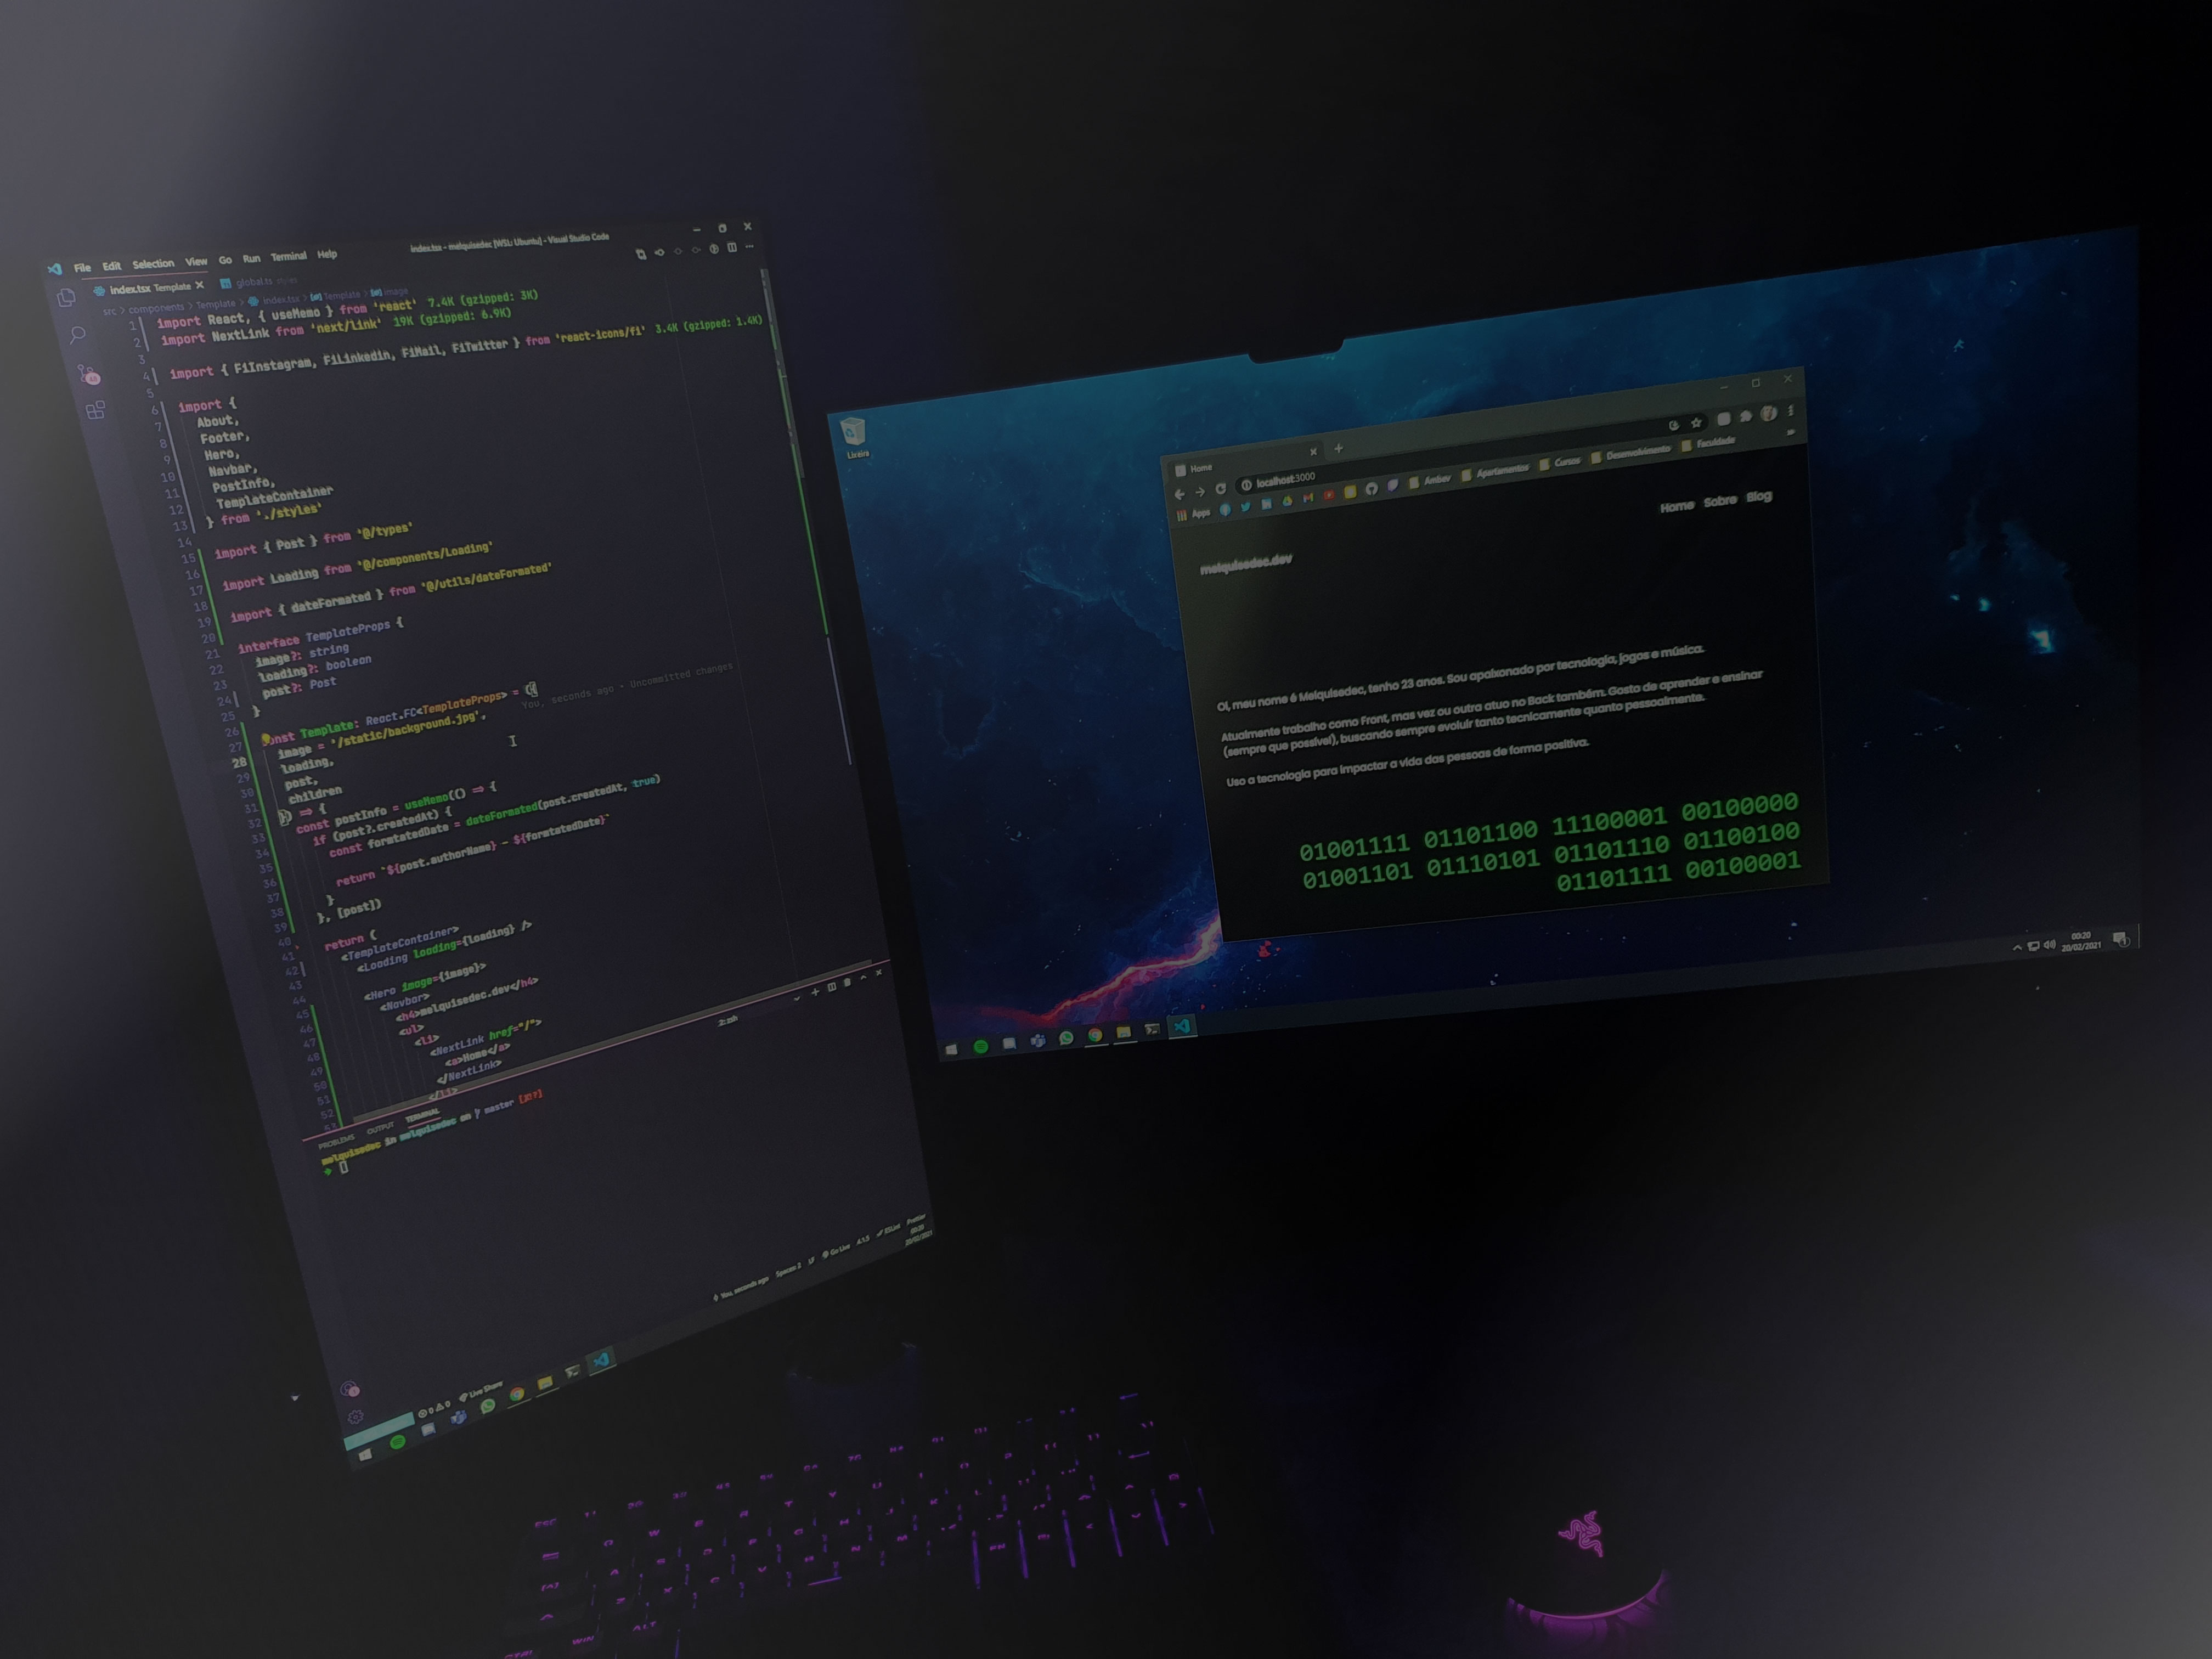 File Edit Selection View Go Run Terminal Help
index.tsx - melquisedec [WSL: Ubuntu] - Visual Studio Code
index.tsx Template
global.ts styles
src > components > Template > index.tsx > Template > image
1 import React, { useMemo } from 'react' 7.4K (gzipped: 3K)
2 import NextLink from 'next/link' 19K (gzipped: 6.9K)
3
4 import { FiInstagram, FiLinkedin, FiMail, FiTwitter } from 'react-icons/fi' 3.4K (gzipped: 1.4K)
5
6 import {
7 About,
8 Footer,
9 Hero,
10 Navbar,
11 PostInfo,
12 TemplateContainer
13 } from './styles'
14
15 import { Post } from '@/types'
16
17 import Loading from '@/components/Loading'
18
19 import { dateFormated } from '@/utils/dateFormated'
20
21 interface TemplateProps {
22 image?: string
23 loading?: boolean
24 post?: Post
25 }
26
27 const Template: React.FC<TemplateProps> = ({
28 image = '/static/background.jpg', You, seconds ago • Uncommitted changes
29 loading,
30 post,
31 children
32 }) => {
33 const postInfo = useMemo(() => {
34 if (post?.createdAt) {
35 const formtatedDate = dateFormated(post.createdAt, true)
36
37 return `${post.authorName} - ${formtatedDate}`
38 }
39 }, [post])
40
41 return (
42 <TemplateContainer>
43 <Loading loading={loading} />
44
45 <Hero image={image}>
46 <Navbar>
47 <h4>melquisedec.dev</h4>
48 <ul>
49 <li>
50 <NextLink href="/">
51 <a>Home</a>
52 </NextLink>
53 </li>
PROBLEMS OUTPUT TERMINAL
2: zsh
melquisedec in melquisedec on master
You, seconds ago Spaces: 2 LF Go Live ESLint Prettier
0 0 Live Share
00:20
20/02/2021
Lixeira
Home
localhost:3000
Apps Ambev Apartamentos Cursos Desenvolvimento Faculdade
Home Sobre Blog
melquisedec.dev
Oi, meu nome é Melquisedec, tenho 23 anos. Sou apaixonado por tecnologia, jogos e música.
Atualmente trabalho como Front, mas vez ou outra atuo no Back também. Gosto de aprender e ensinar
(sempre que possível), buscando sempre evoluir tanto tecnicamente quanto pessoalmente.
Uso a tecnologia para impactar a vida das pessoas de forma positiva.
01001111 01101100 11100001 00100000
01001101 01110101 01101110 01100100
01101111 00100001
00:20
20/02/2021
ESC
WIN ALT